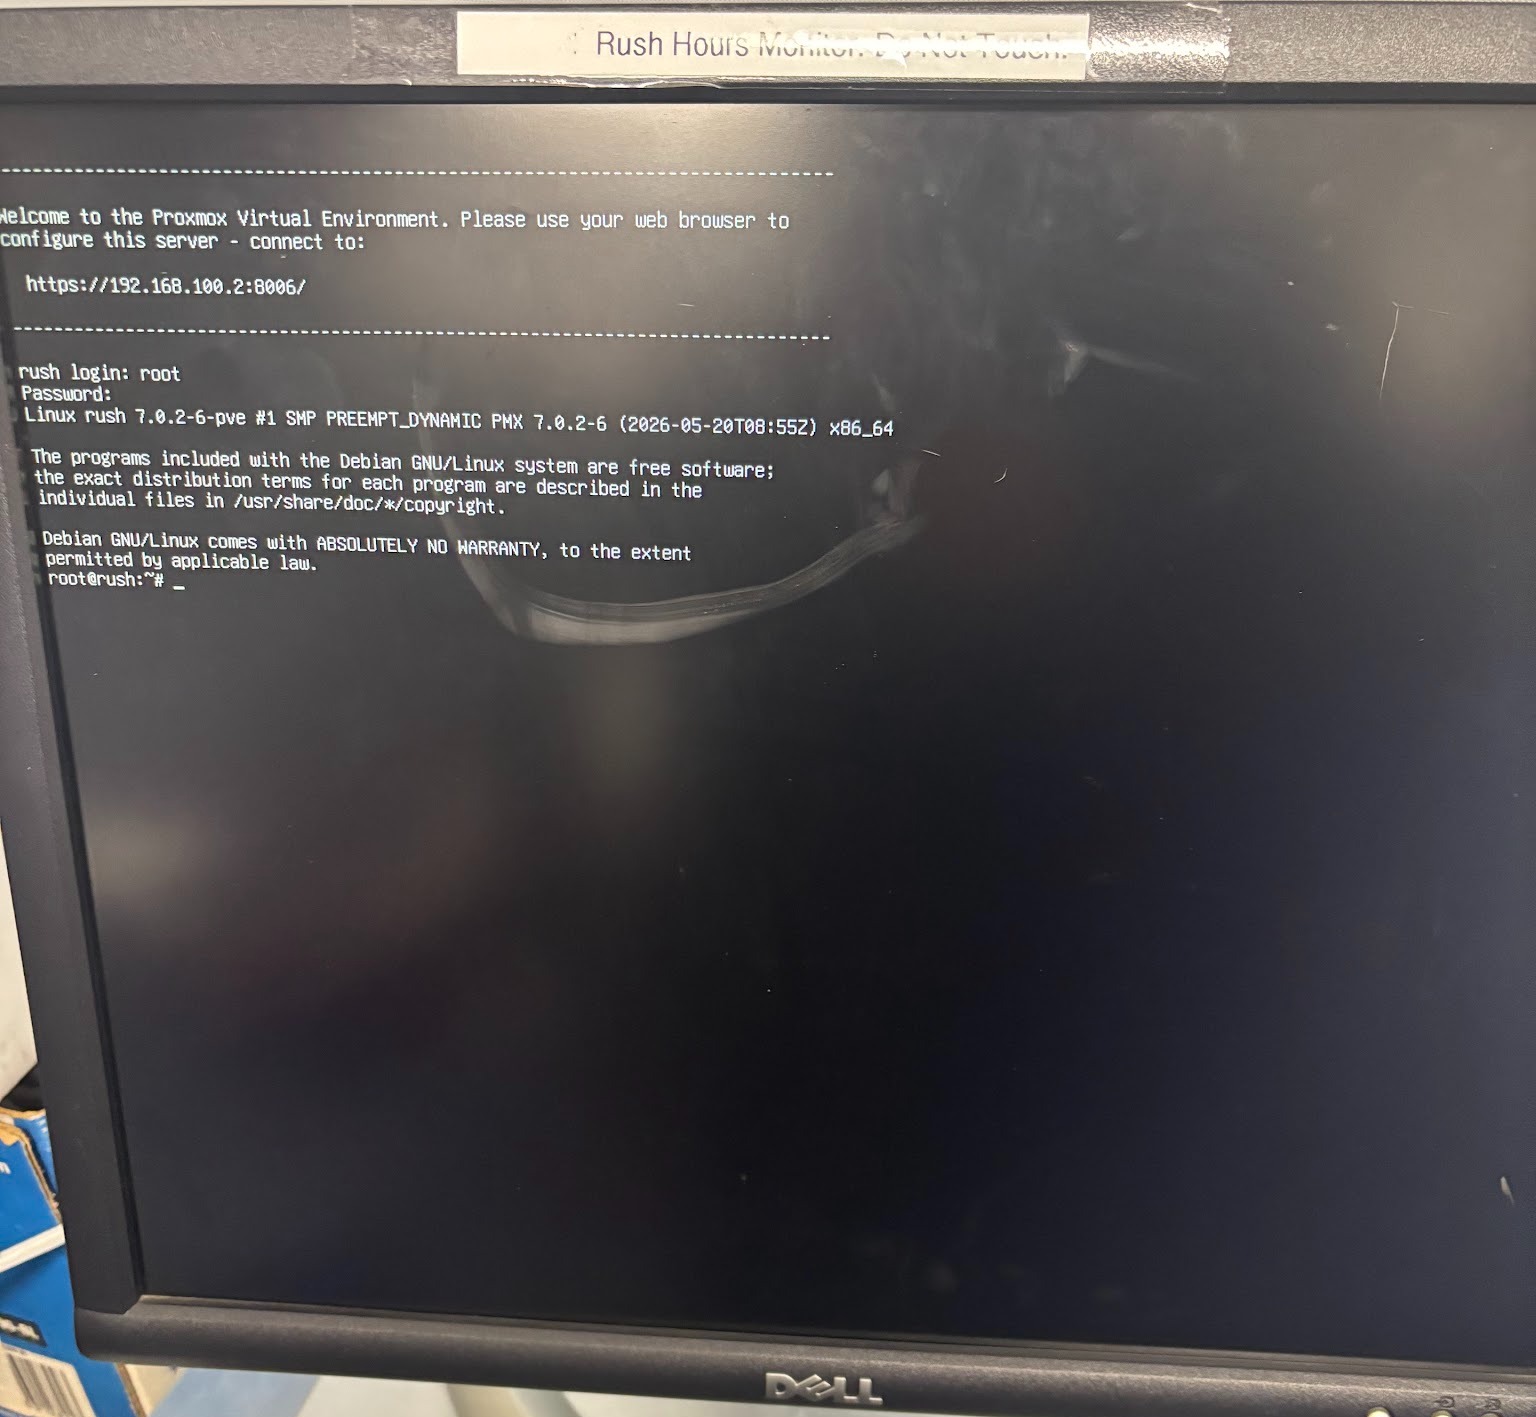 Rush Hours Monitor. Do Not Touch.
Welcome to the Proxmox Virtual Environment. Please use your web browser to
configure this server - connect to:
https://192.168.100.2:8006/
rush login: root
Password:
Linux rush 7.0.2-6-pve #1 SMP PREEMPT_DYNAMIC PMX 7.0.2-6 (2026-05-20T08:55Z) x86_64
The programs included with the Debian GNU/Linux system are free software;
the exact distribution terms for each program are described in the
individual files in /usr/share/doc/*/copyright.
Debian GNU/Linux comes with ABSOLUTELY NO WARRANTY, to the extent
permitted by applicable law.
root@rush:~# _
DELL